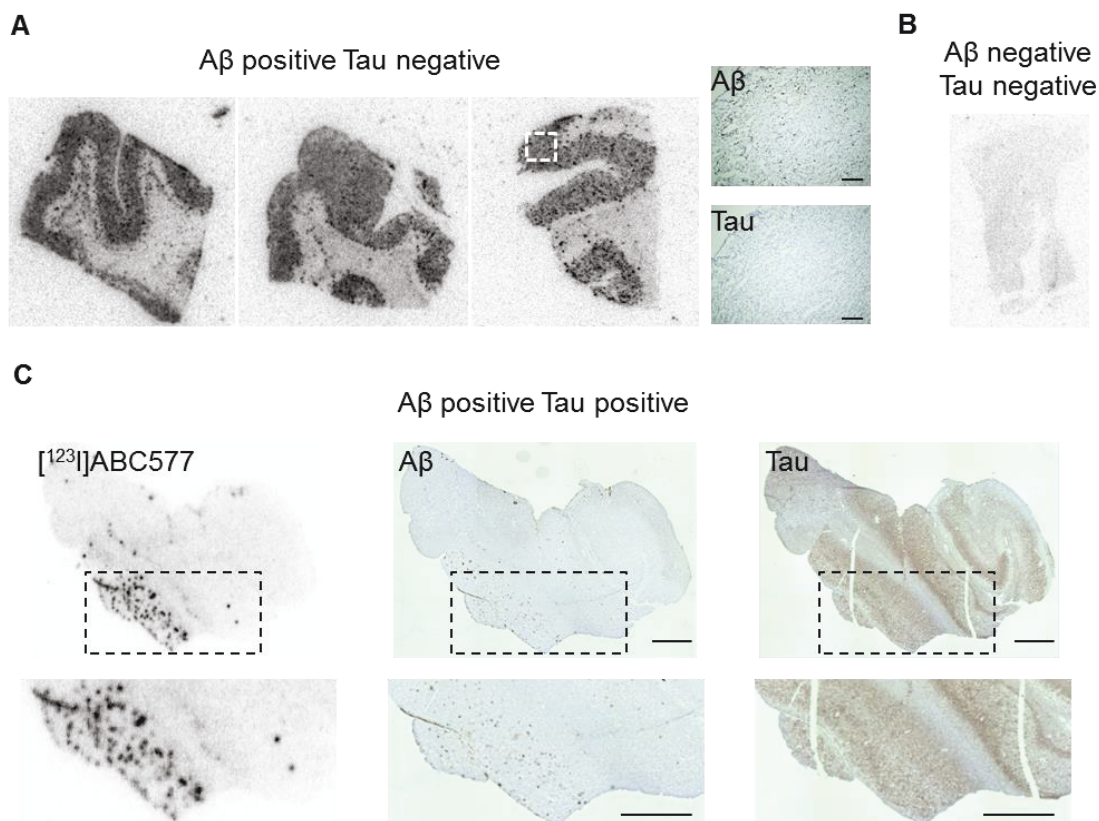 A
Aβ positive Tau negative
Aβ
Tau
B
Aβ negative
Tau negative
C
Aβ positive Tau positive
[¹²³I]ABC577
Aβ
Tau